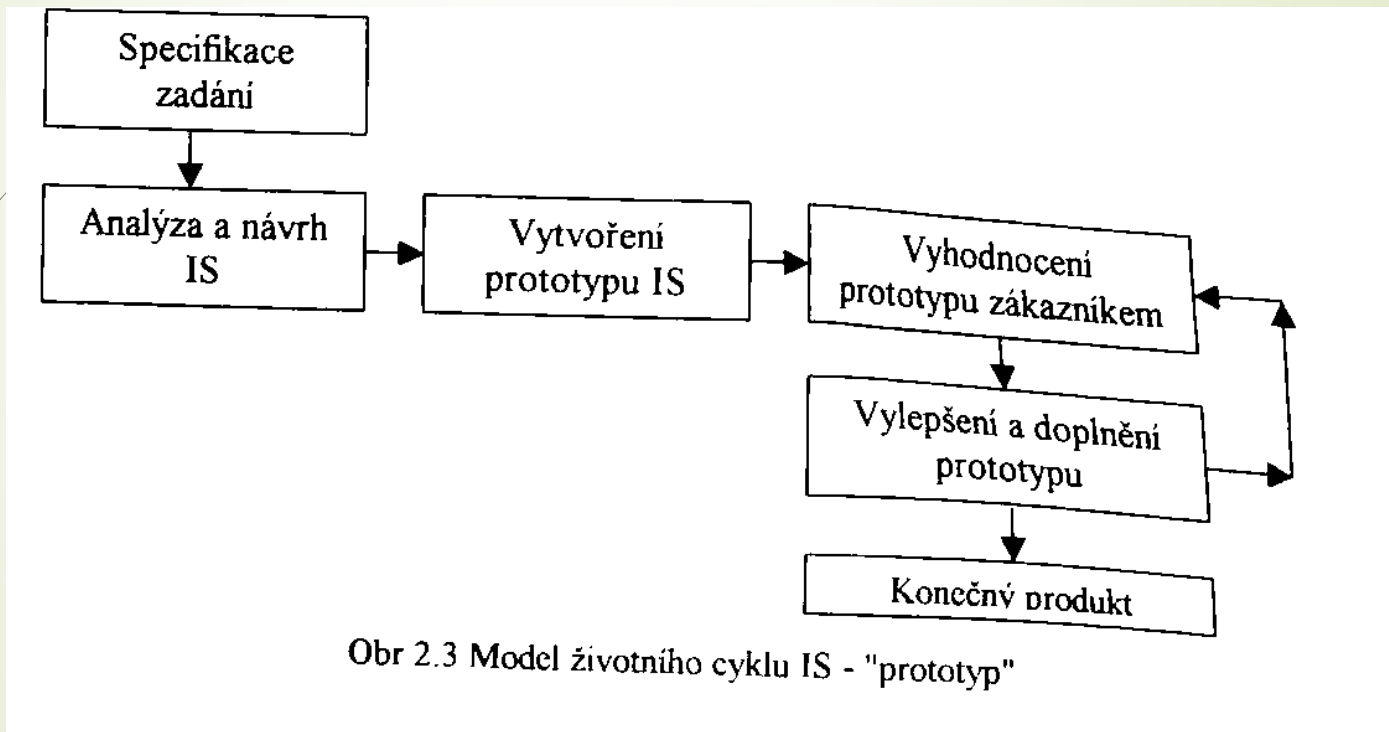 Specifikace
zadání
Analýza a návrh
IS
Vytvoření
prototypu IS
Vyhodnocení
prototypu zákazníkem
Vylepšení a doplnění
prototypu
Konečný produkt
Obr 2.3 Model životního cyklu IS - "prototyp"